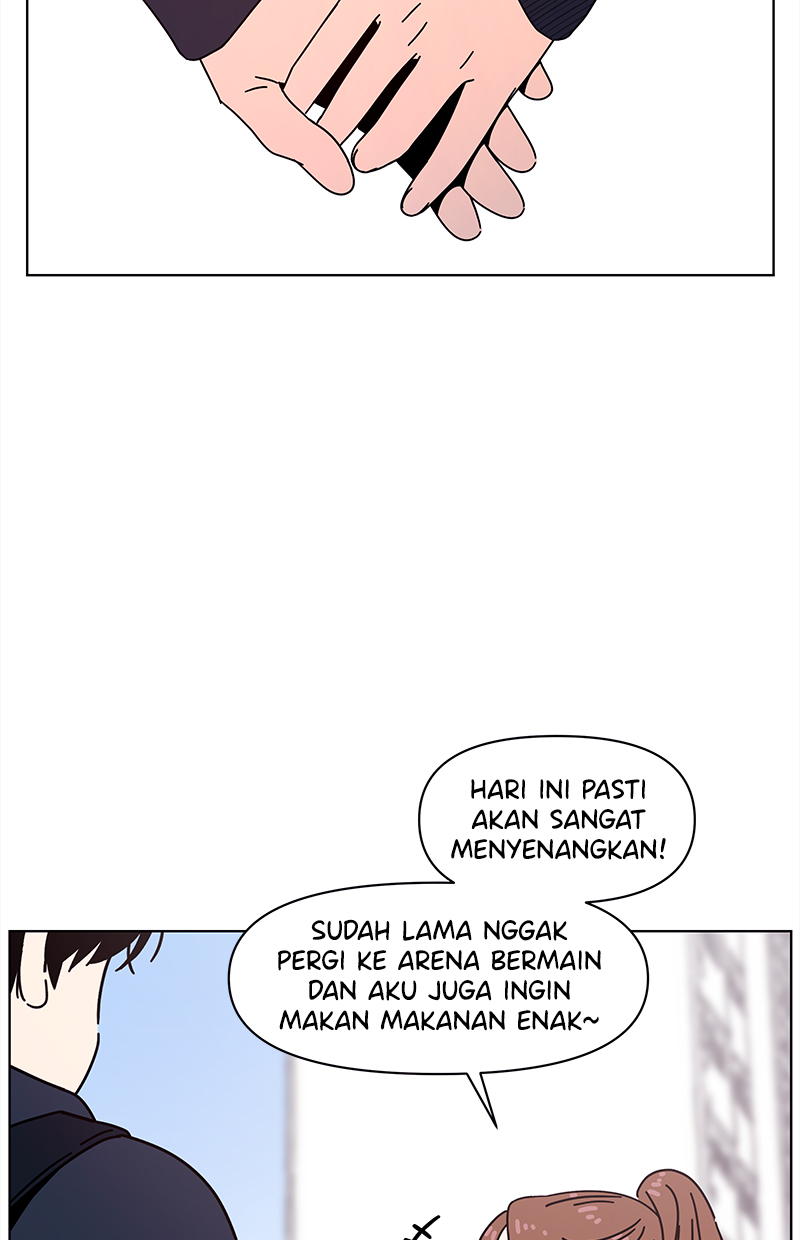 HARI INI PASTI
AKAN SANGAT
MENYENANGKAN!
SUDAH LAMA NGGAK
PERGI KE ARENA BERMAIN
DAN AKU JUGA INGIN
MAKAN MAKANAN ENAK~